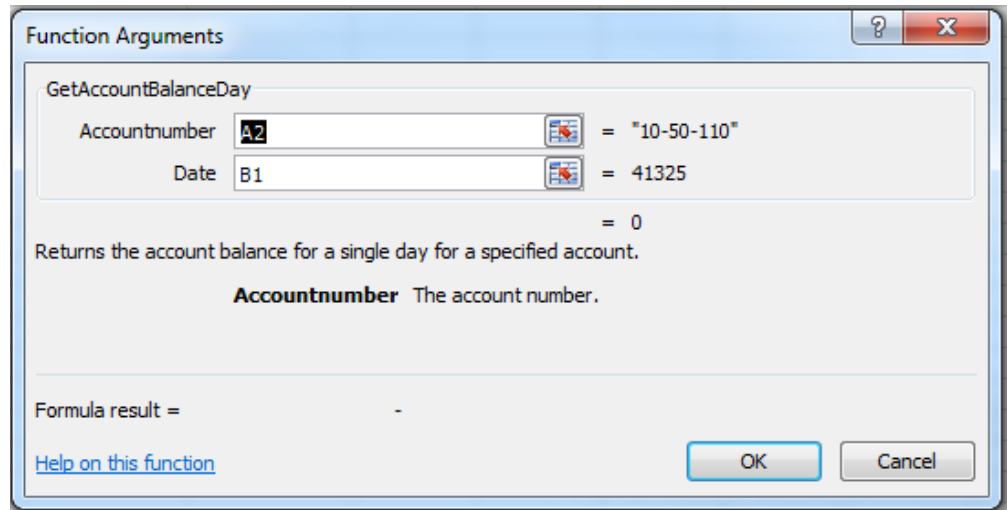 Function Arguments
GetAccountBalanceDay
Accountnumber A2 = "10-50-110"
Date B1 = 41325
= 0
Returns the account balance for a single day for a specified account.
Accountnumber The account number.
Formula result = -
Help on this function OK Cancel